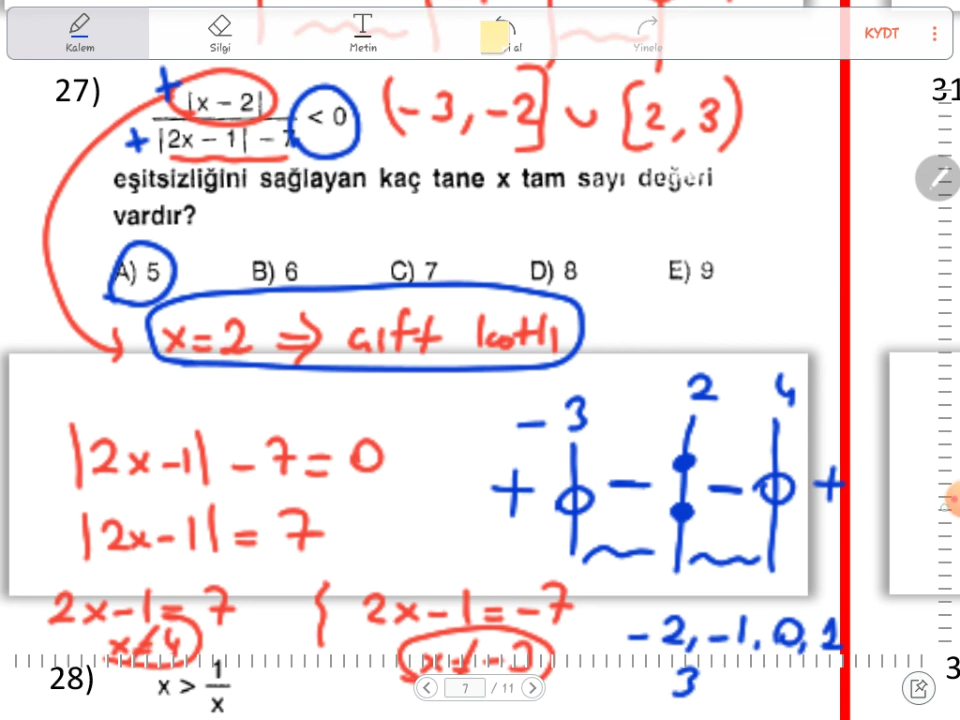 Kalem Silgi Metin al Yinele KYDT
27) |x – 2| / |2x – 1| – 7 < 0 (-3, -2] ∪ [2, 3)
31
eşitsizliğini sağlayan kaç tane x tam sayı değeri
vardır?
A) 5 B) 6 C) 7 D) 8 E) 9
x=2 ⇒ çift katlı
|2x-1| - 7 = 0
|2x-1| = 7
-3 2 4
+ - - +
2x-1=7 { 2x-1=-7
x=4 x=-3
-2, -1, 0, 1
3
28) x > 1/x
7 / 11
3